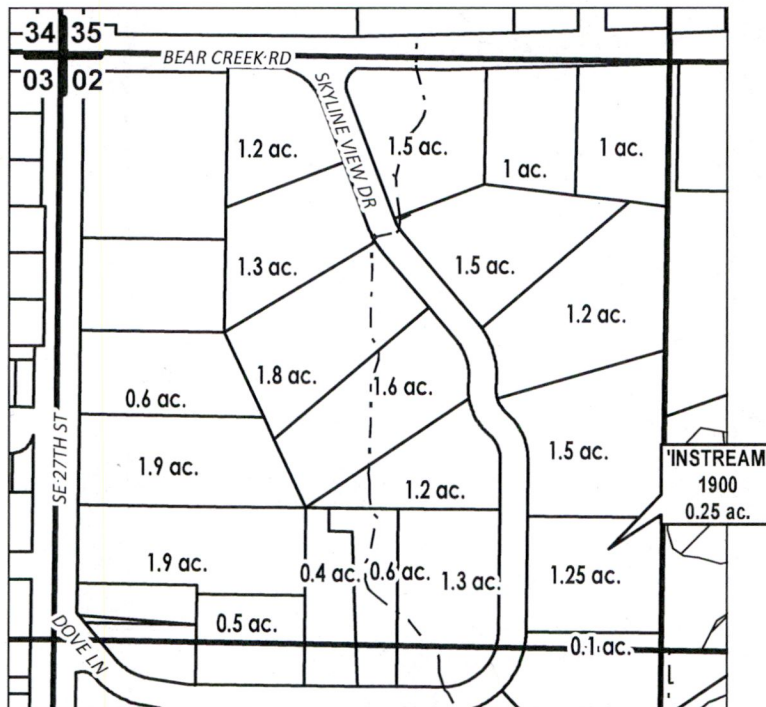 34 35
03 02
BEAR CREEK RD
SKYLINE VIEW DR
1.2 ac.
1.5 ac.
1 ac.
1 ac.
1.3 ac.
1.5 ac.
1.2 ac.
1.8 ac.
1.6 ac.
0.6 ac.
1.9 ac.
1.2 ac.
1.5 ac.
SE 27TH ST
'INSTREAM
1900
0.25 ac.
1.9 ac.
0.4 ac.
0.6 ac.
1.3 ac.
1.25 ac.
0.5 ac.
0.1 ac.
DOVE LN